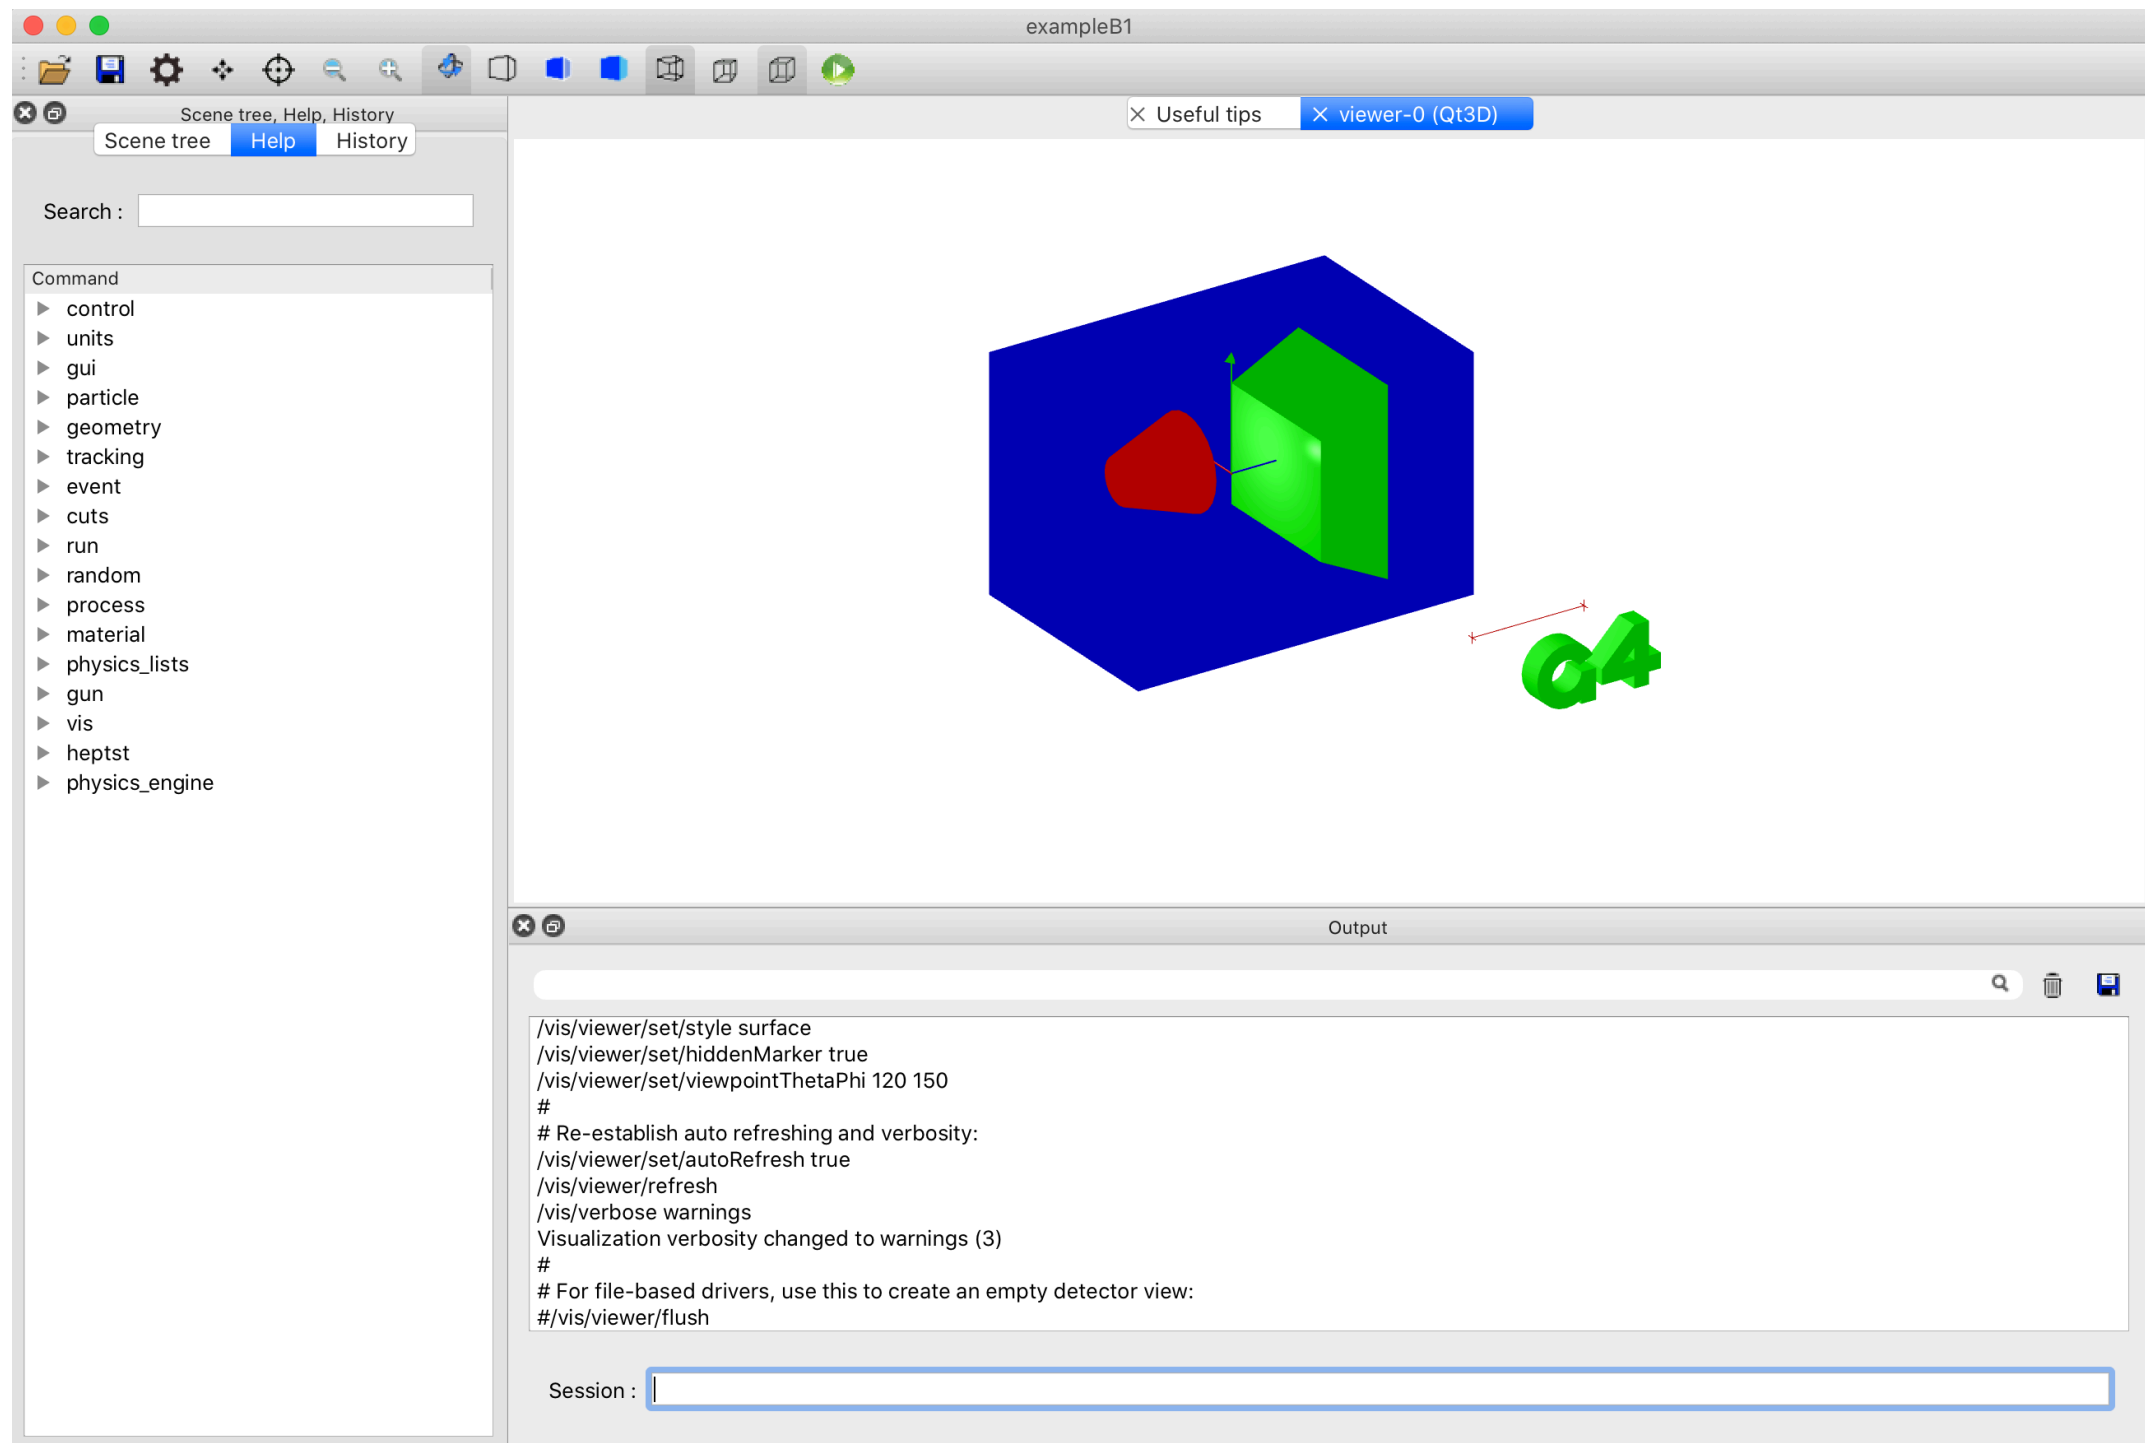 exampleB1
Scene tree, Help, History
Scene tree
Help
History
Search :
Command
control
units
gui
particle
geometry
tracking
event
cuts
run
random
process
material
physics_lists
gun
vis
heptst
physics_engine
Useful tips
viewer-0 (Qt3D)
G4
Output
/vis/viewer/set/style surface
/vis/viewer/set/hiddenMarker true
/vis/viewer/set/viewpointThetaPhi 120 150
#
# Re-establish auto refreshing and verbosity:
/vis/viewer/set/autoRefresh true
/vis/viewer/refresh
/vis/verbose warnings
Visualization verbosity changed to warnings (3)
#
# For file-based drivers, use this to create an empty detector view:
#/vis/viewer/flush
Session :